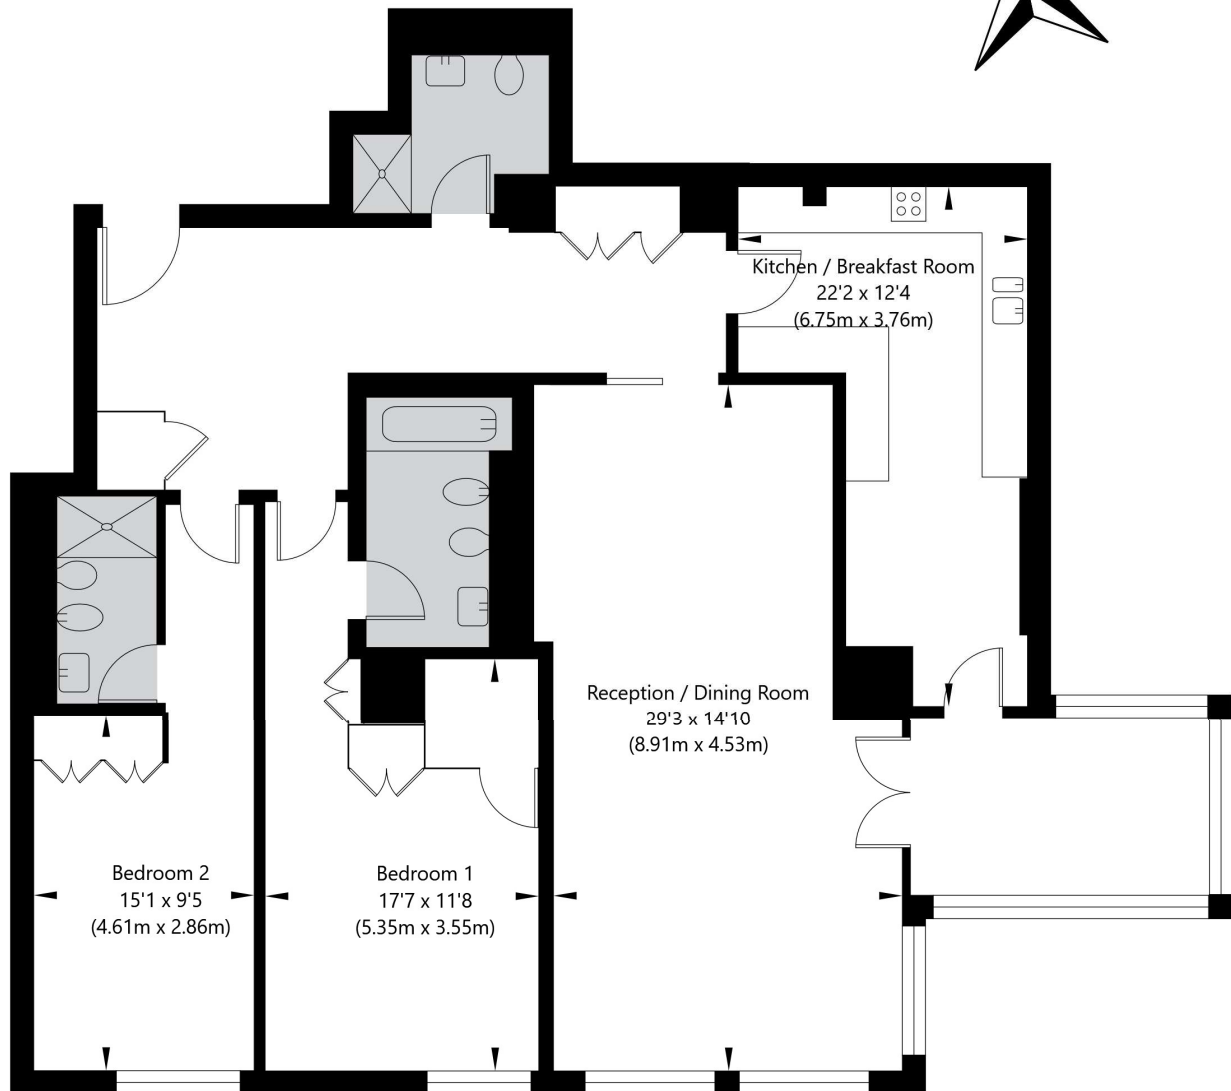 Kitchen / Breakfast Room
22'2 x 12'4
(6.75m x 3.76m)
Reception / Dining Room
29'3 x 14'10
(8.91m x 4.53m)
Bedroom 2
15'1 x 9'5
(4.61m x 2.86m)
Bedroom 1
17'7 x 11'8
(5.35m x 3.55m)